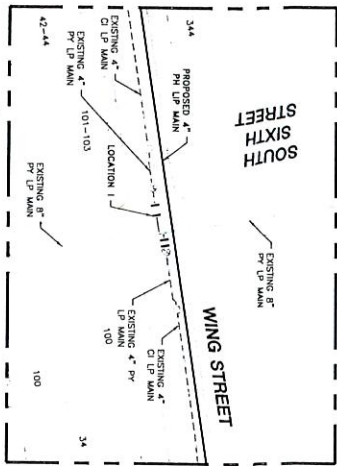 344
42-44
PROPOSED 4"
PH LIP MAIN
EXISTING 4"
CI LP MAIN
EXISTING 4"
PY LP MAIN
101-103
LOCATION 1
EXISTING 8"
PY LP MAIN
SOUTH
SIXTH
STREET
EXISTING 8"
PY LP MAIN
WING STREET
EXISTING 4"
CI LP MAIN
EXISTING 4" PY
LP MAIN
100
100
34